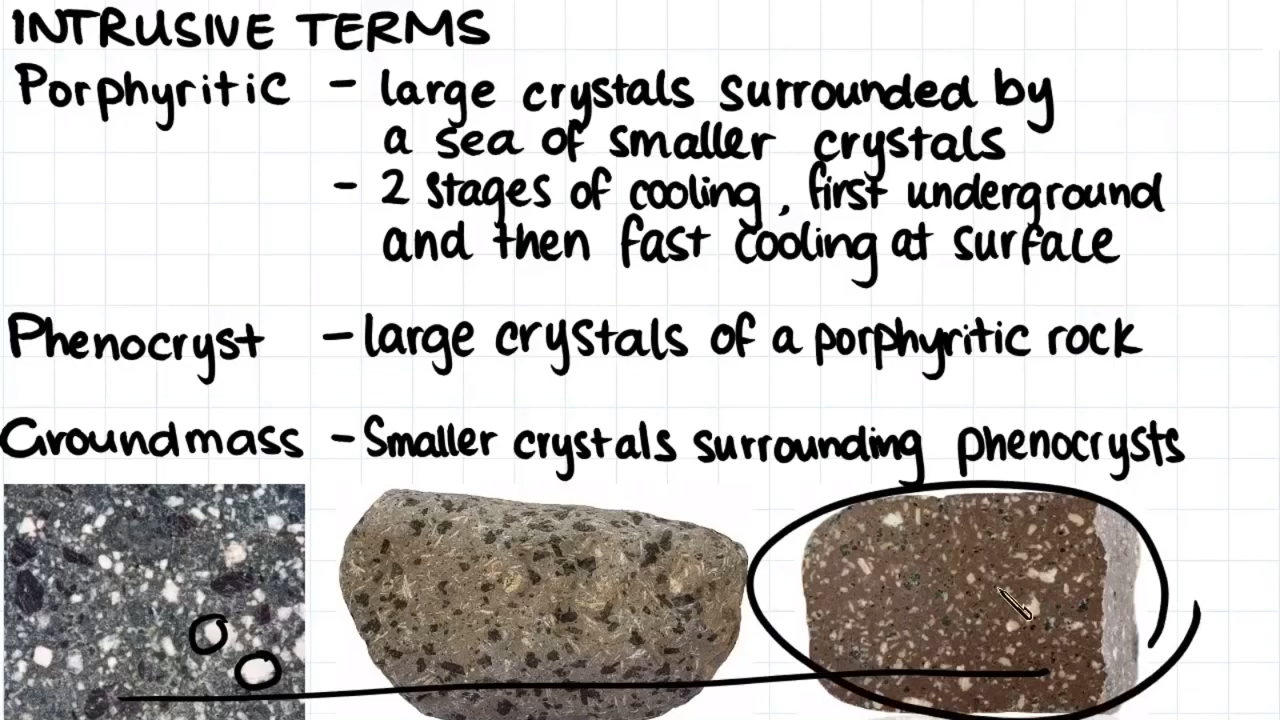 INTRUSIVE TERMS
Porphyritic - large crystals surrounded by
a sea of smaller crystals
- 2 stages of cooling, first underground
and then fast cooling at surface
Phenocryst - large crystals of a porphyritic rock
Groundmass - Smaller crystals surrounding phenocrysts